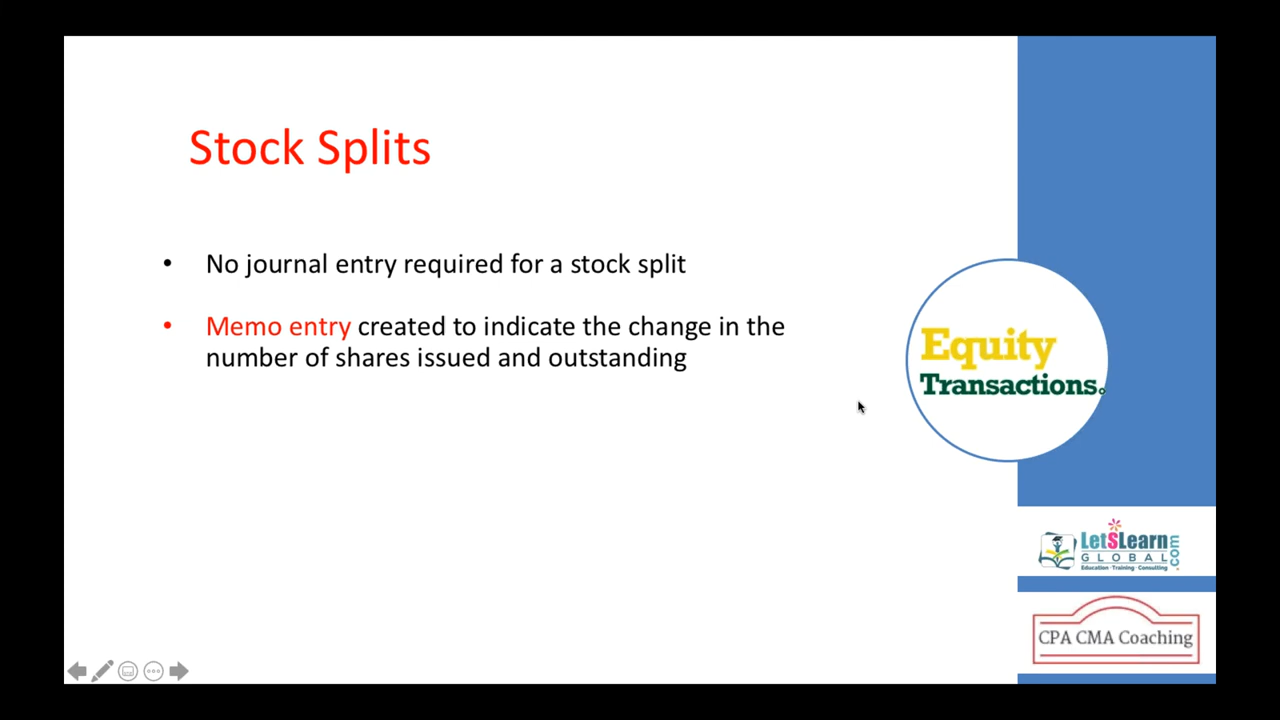 Stock Splits
• No journal entry required for a stock split
• Memo entry created to indicate the change in the
number of shares issued and outstanding
Equity
Transactions.
LetSLearn
GLOBAL
.com
Education·Training·Consulting
CPA CMA Coaching